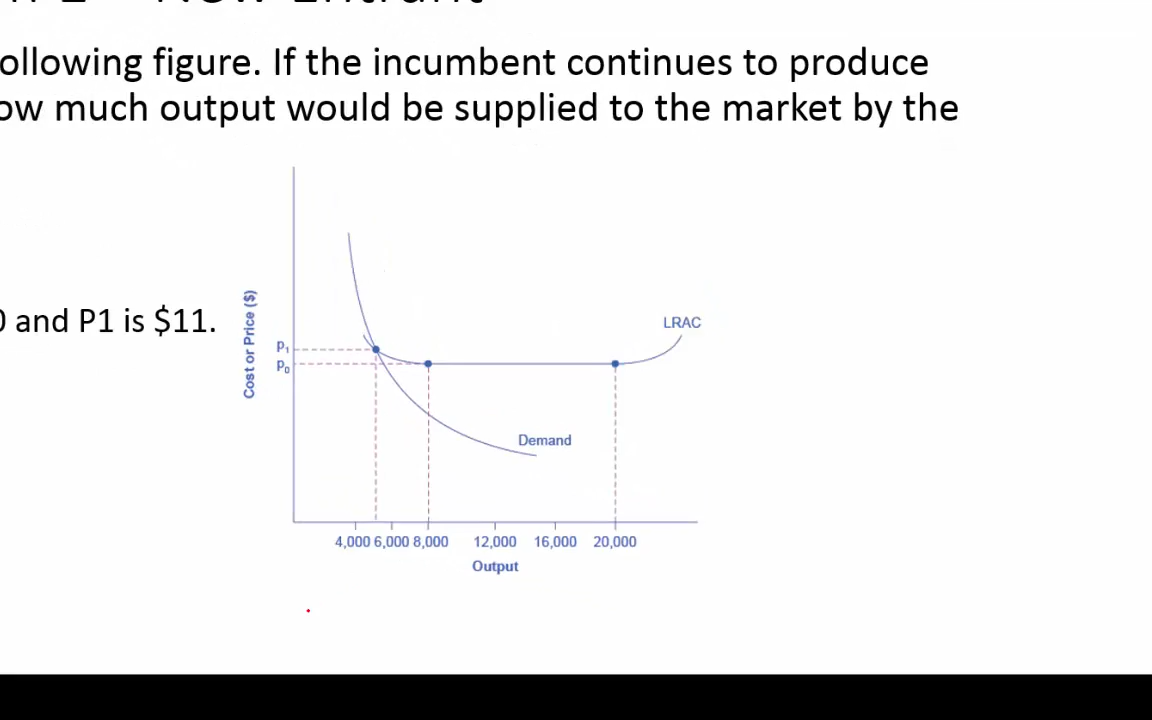 ollowing figure. If the incumbent continues to produce
ow much output would be supplied to the market by the
0 and P1 is $11.
Cost or Price ($)
P1
P0
LRAC
Demand
4,000 6,000 8,000 12,000 16,000 20,000
Output